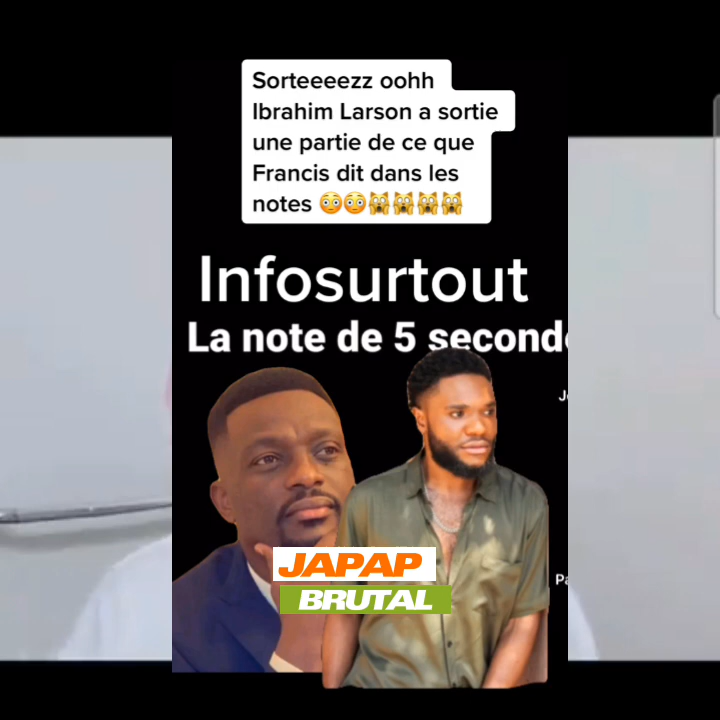 Sorteeeezz oohh
Ibrahim Larson a sortie
une partie de ce que
Francis dit dans les
notes 😳😳🙀🙀🙀🙀
Infosurtout
La note de 5 second
JAPAP
BRUTAL